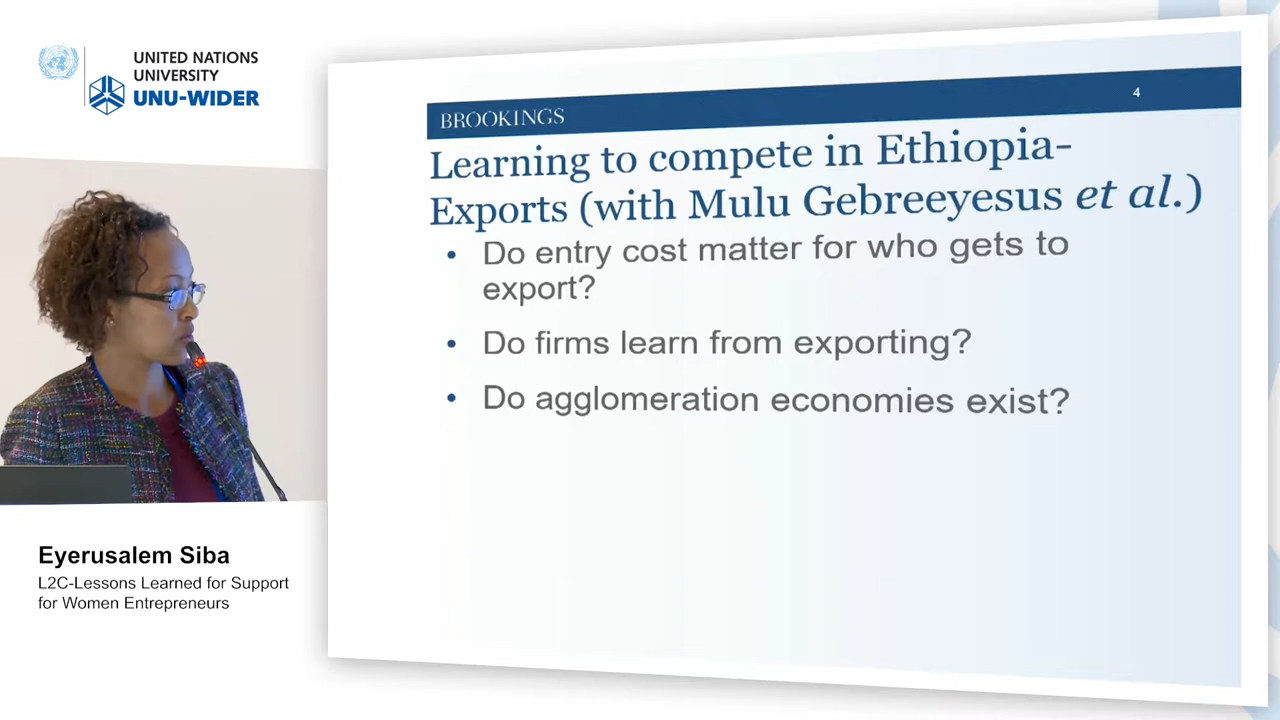 UNITED NATIONS
UNIVERSITY
UNU-WIDER
BROOKINGS
4
Learning to compete in Ethiopia-
Exports (with Mulu Gebreeyesus et al.)
• Do entry cost matter for who gets to
export?
• Do firms learn from exporting?
• Do agglomeration economies exist?
Eyerusalem Siba
L2C-Lessons Learned for Support
for Women Entrepreneurs